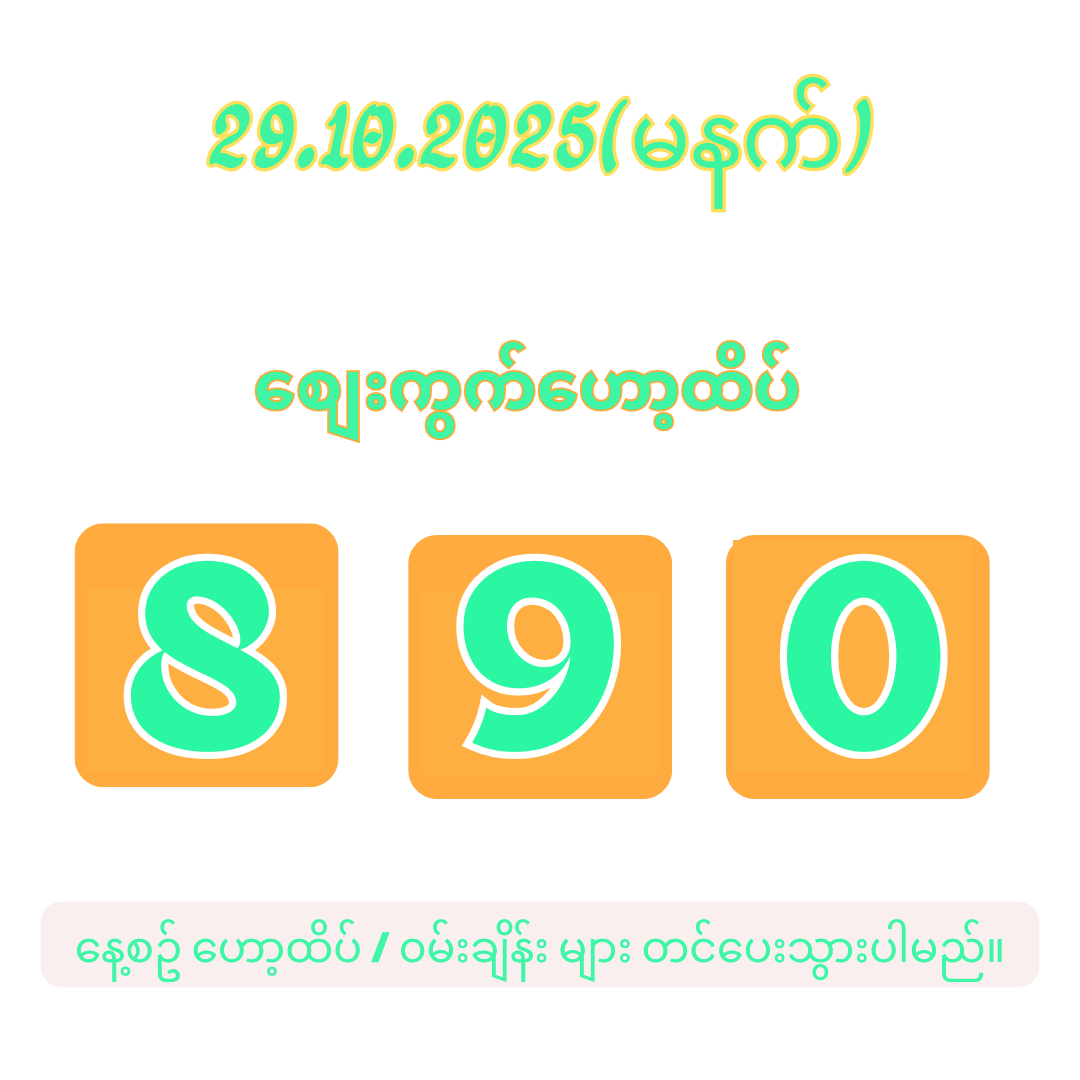 29.10.2025(မနက်)
ဈေးကွက်ဟော့ထိပ်
8 9 0
နေ့စဥ် ဟော့ထိပ် / ဝမ်းချိန်း များ တင်ပေးသွားပါမည်။